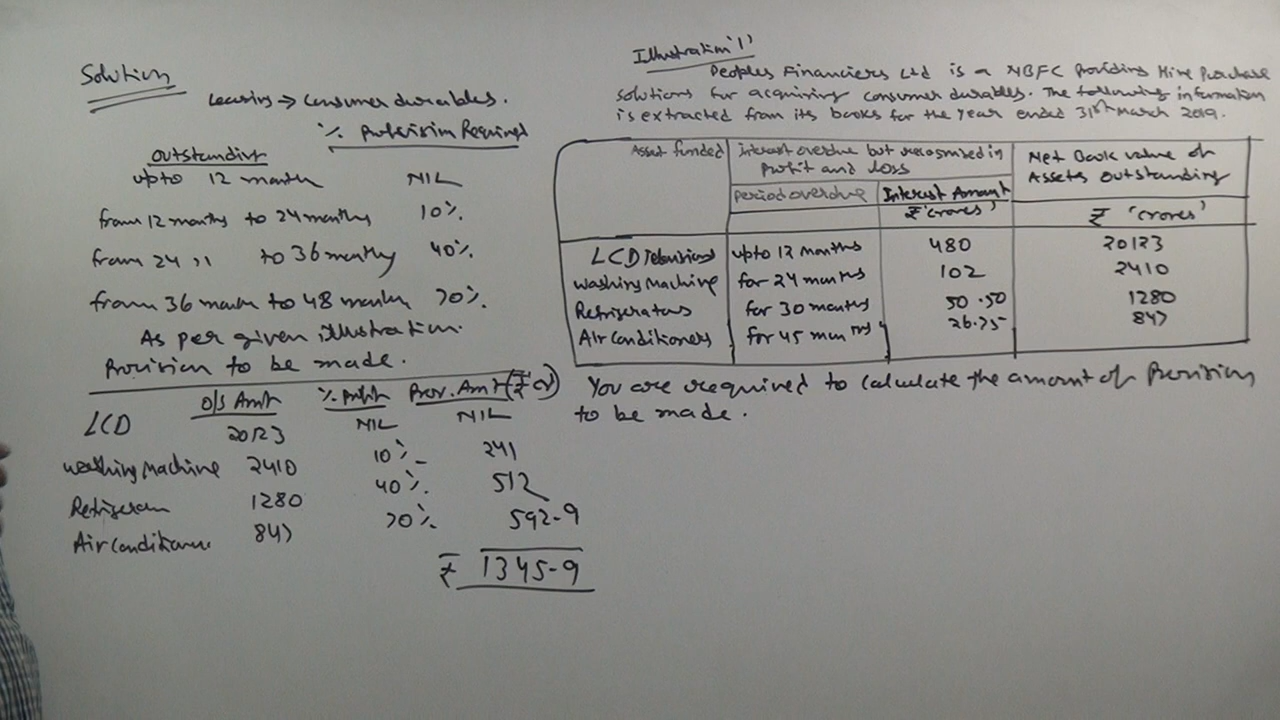 Solution
Leasing → Consumer durables.
% Provision Required
Outstanding
upto 12 month NIL
from 12 months to 24 months 10%
from 24 ,, to 36 months 40%
from 36 month to 48 months 70%
As per given illustration.
Provision to be made.
O/S Amt % Profit Prov. Amt (₹ Cr)
LCD 20123 NIL NIL
Washing Machine 2410 10% 241
Refrigeram 1280 40% 512
Air Conditioner 847 70% 592-9
₹ 1345-9
Illustration '1'
Peoples Financiers Ltd is a NBFC Providing Hire Purchase
solutions for acquiring consumer durables. The following information
is extracted from its books for the year ended 31st March 2019.
Asset funded Interest overdue but recognised in Profit and Loss Net Book value of Assets Outstanding
Period overdue Interest Amount
₹ 'crores' ₹ 'crores'
LCD Televisions upto 12 months 480 20123
Washing Machine for 24 months 102 2410
Refrigerators for 30 months 50.50 1280
Air Conditioners for 45 months 26.75 847
You are required to Calculate the amount of Provision
to be made.